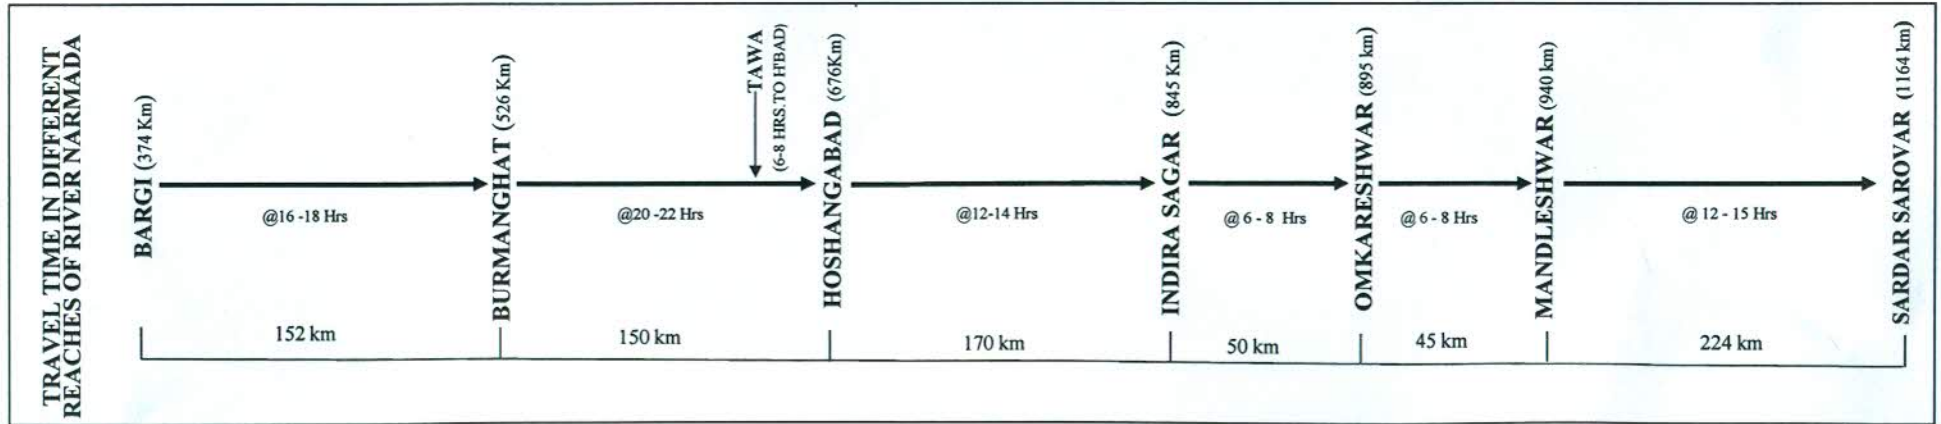 TRAVEL TIME IN DIFFERENT
REACHES OF RIVER NARMADA
BARGI (374 Km)
@16 -18 Hrs
BURMANGHAT (526 Km)
@20 -22 Hrs
TAWA
(6-8 HRS.TO H'BAD)
HOSHANGABAD (676Km)
@12-14 Hrs
INDIRA SAGAR (845 Km)
@ 6 - 8 Hrs
OMKARESHWAR (895 km)
@ 6 - 8 Hrs
MANDLESHWAR (940 km)
@ 12 - 15 Hrs
SARDAR SAROVAR (1164 km)
152 km
150 km
170 km
50 km
45 km
224 km